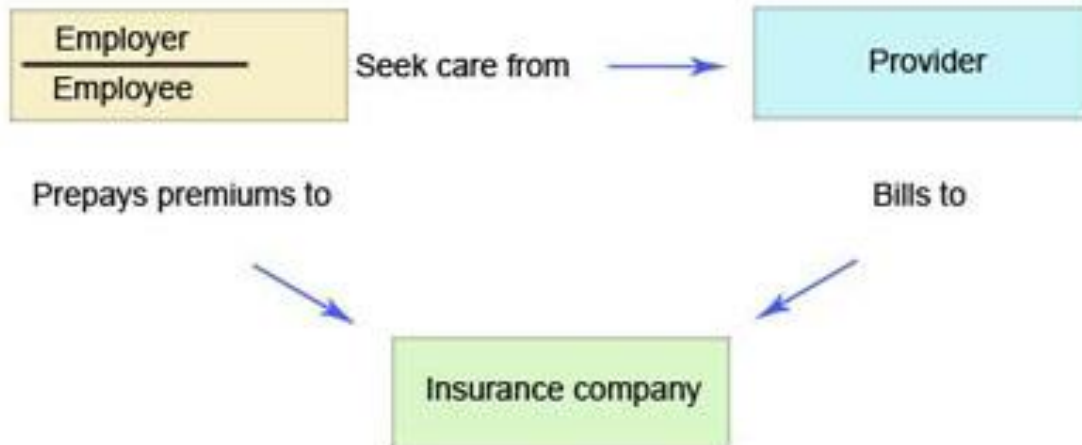 Employer
Employee
Seek care from
Provider
Prepays premiums to
Bills to
Insurance company